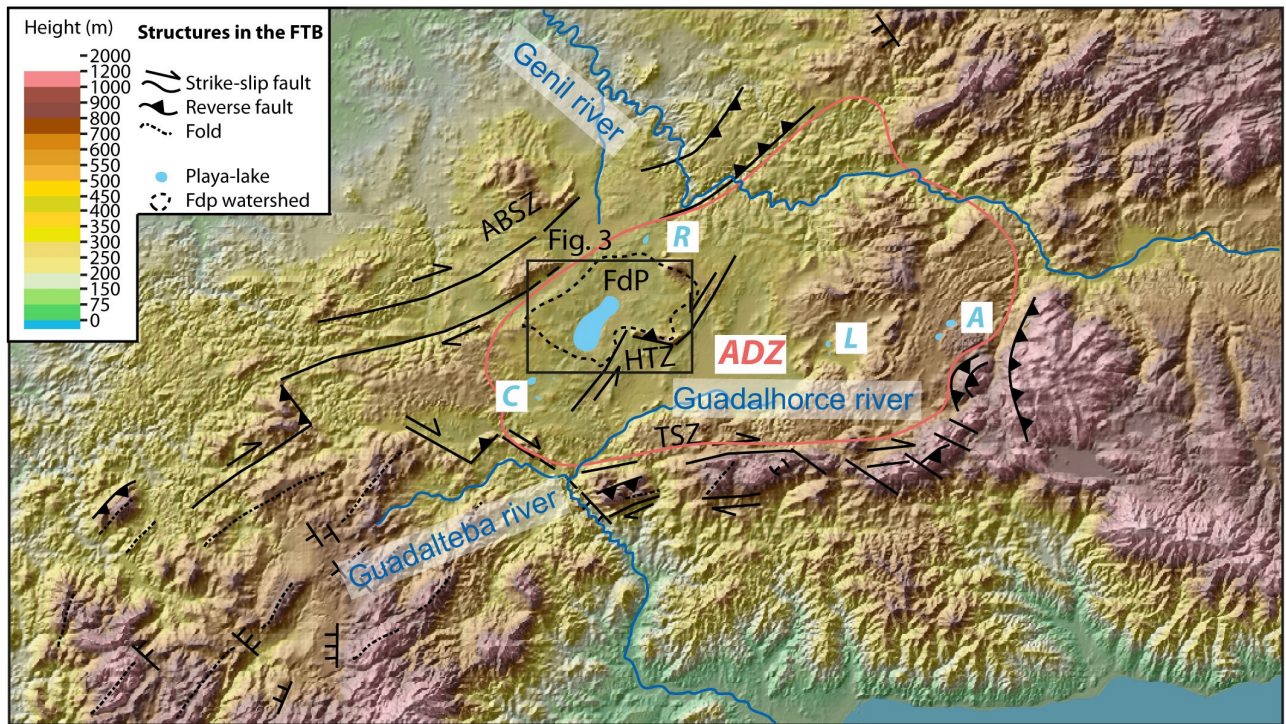 Height (m)
Structures in the FTB
2000
1200
1000
900
800
700
600
550
500
450
400
350
300
250
200
150
75
0
Strike-slip fault
Reverse fault
Fold
Playa-lake
Fdp watershed
Genil river
ABSZ
Fig. 3
R
FdP
HTZ
ADZ
L
A
C
Guadalhorce river
TSZ
Guadalteba river